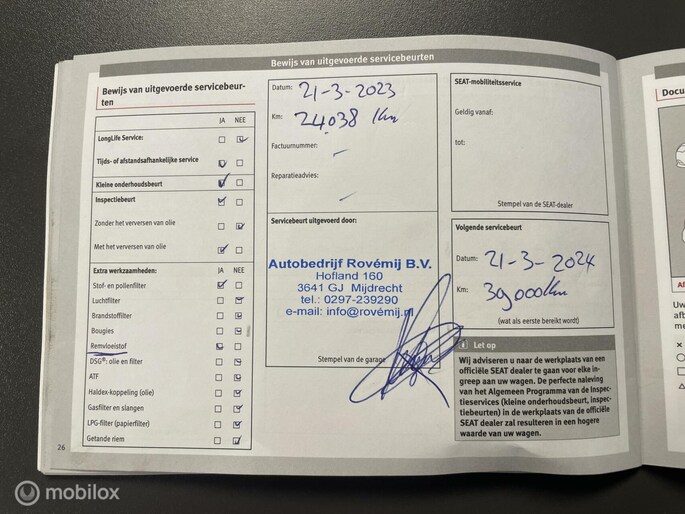 Bewijs van uitgevoerde servicebeurten
Bewijs van uitgevoerde servicebeur-
ten
JA NEE
LongLife Service:
Tijds- of afstandsafhankelijke service
Kleine onderhoudsbeurt
Inspectiebeurt
Zonder het verversen van olie
Met het verversen van olie
Extra werkzaamheden: JA NEE
Stof- en pollenfilter
Luchtfilter
Brandstoffilter
Bougies
Remvloeistof
DSG®: olie en filter
ATF
Haldex-koppeling (olie)
Gasfilter en slangen
LPG-filter (papierfilter)
Getande riem
26
Datum: 21-3-2023
Km: 24038 Km
Factuurnummer:
Reparatieadvies:
Servicebeurt uitgevoerd door:
Autobedrijf Rovémij B.V.
Hofland 160
3641 GJ Mijdrecht
tel.: 0297-239290
e-mail: info@rovémij.nl
Stempel van de garage
SEAT-mobiliteitsservice
Geldig vanaf:
tot:
Stempel van de SEAT-dealer
Volgende servicebeurt
Datum: 21-3-2024
Km: 39000Km
(wat als eerste bereikt wordt)
i Let op
Wij adviseren u naar de werkplaats van een
officiële SEAT dealer te gaan voor elke in-
greep aan uw wagen. De perfecte naleving
van het Algemeen Programma van de Inspec-
tieservices (kleine onderhoudsbeurt, inspec-
tiebeurten) in de werkplaats van de officiële
SEAT dealer zal resulteren in een hogere
waarde van uw wagen.
Docu
mobilox